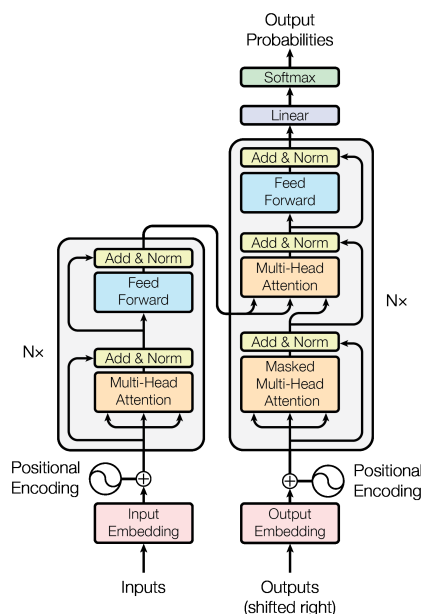 Output
Probabilities
Softmax
Linear
Add & Norm
Feed
Forward
Add & Norm
Multi-Head
Attention
Add & Norm
Masked
Multi-Head
Attention
N×
Add & Norm
Feed
Forward
N×
Add & Norm
Multi-Head
Attention
Positional
Encoding
Positional
Encoding
Input
Embedding
Output
Embedding
Inputs
Outputs
(shifted right)